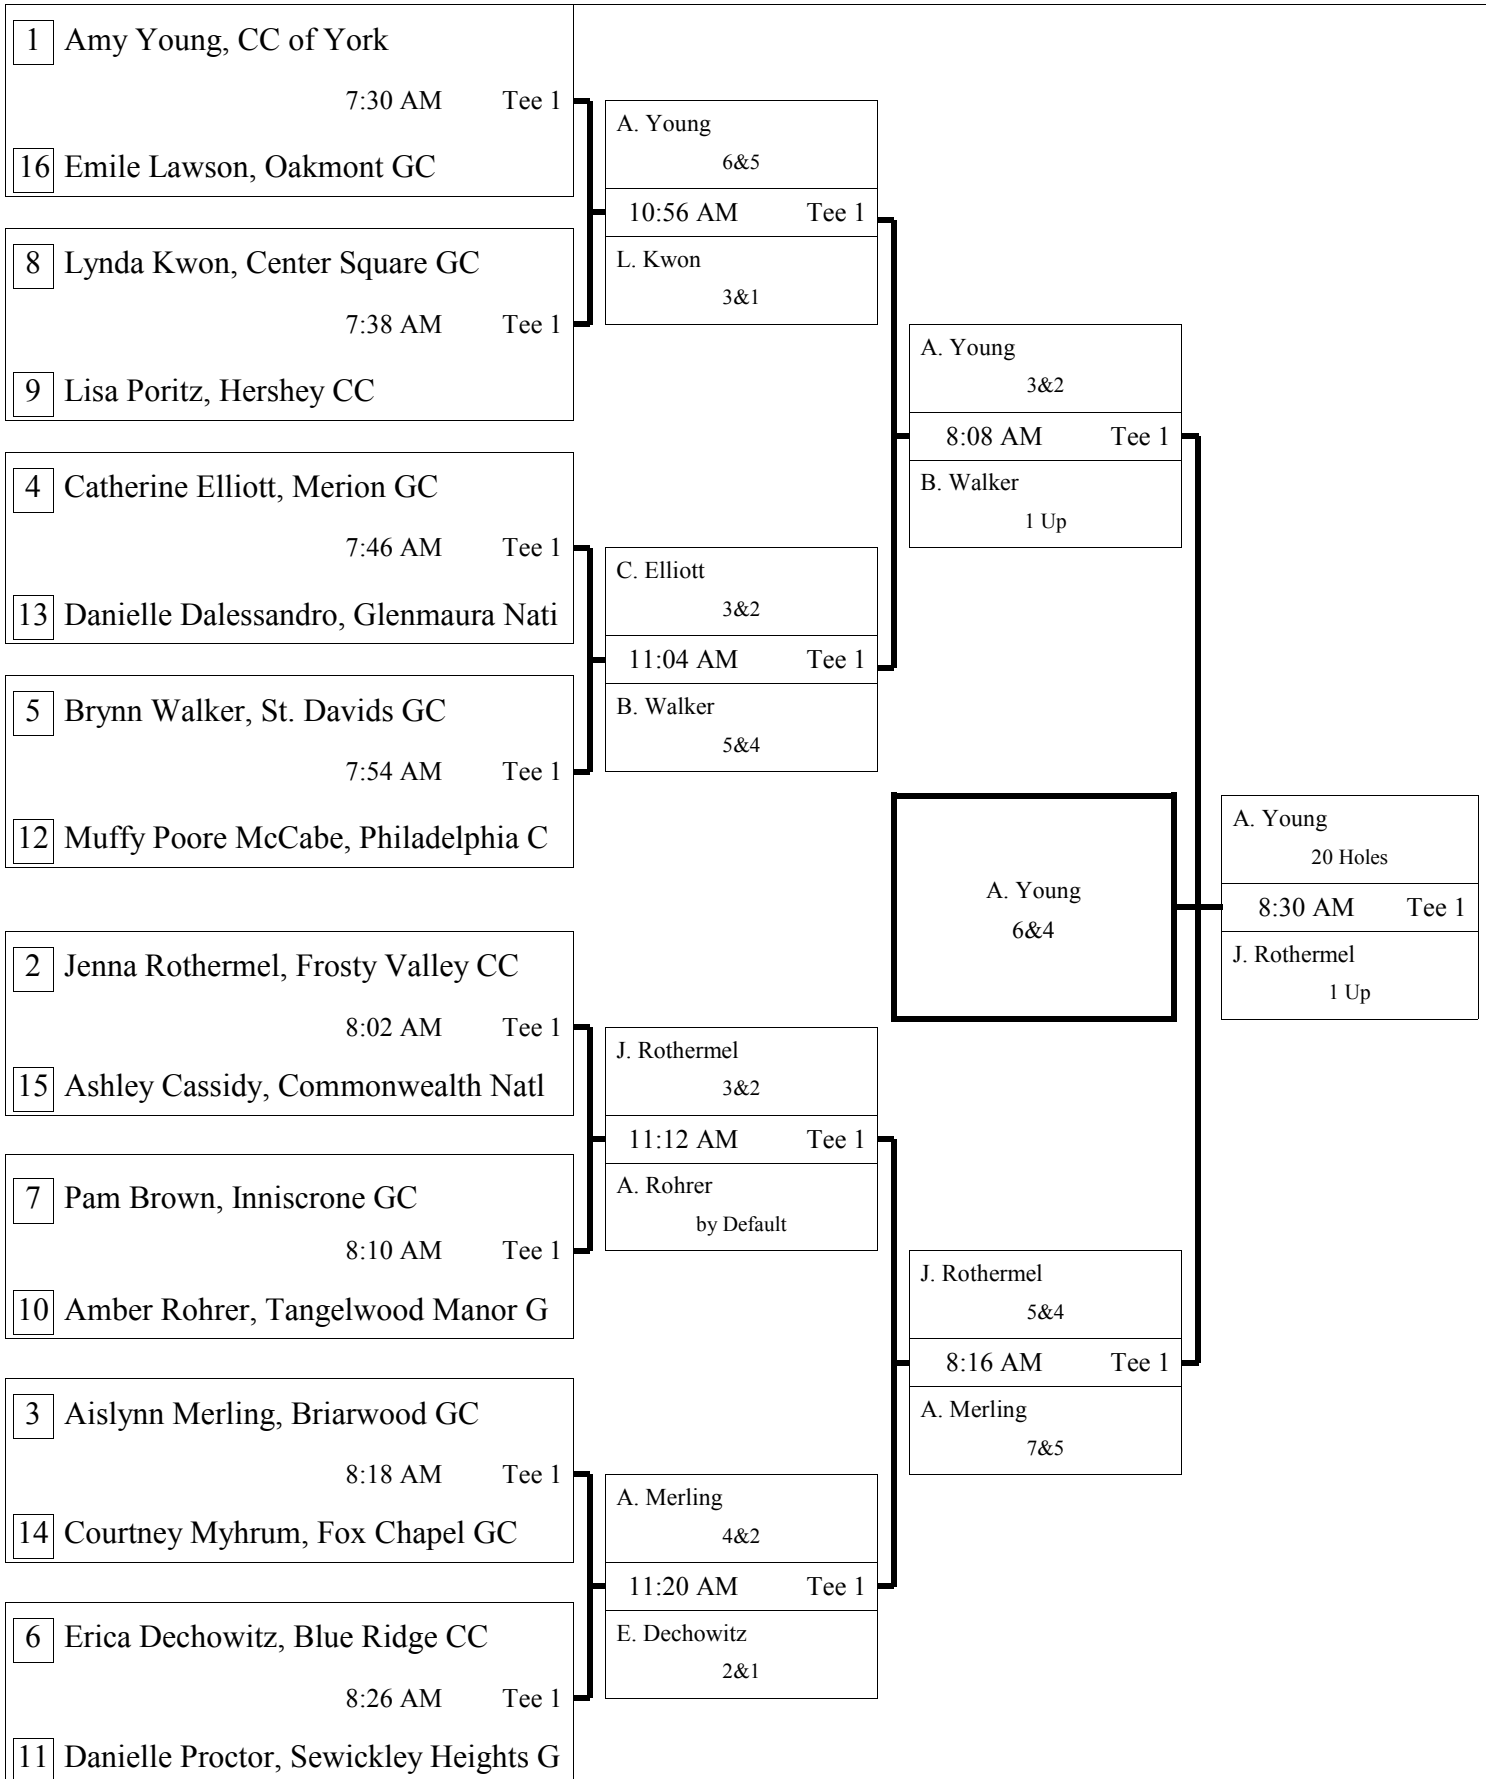 1 Amy Young, CC of York
7:30 AM Tee 1
16 Emile Lawson, Oakmont GC
8 Lynda Kwon, Center Square GC
7:38 AM Tee 1
9 Lisa Poritz, Hershey CC
4 Catherine Elliott, Merion GC
7:46 AM Tee 1
13 Danielle Dalessandro, Glenmaura Nati
5 Brynn Walker, St. Davids GC
7:54 AM Tee 1
12 Muffy Poore McCabe, Philadelphia C
2 Jenna Rothermel, Frosty Valley CC
8:02 AM Tee 1
15 Ashley Cassidy, Commonwealth Natl
7 Pam Brown, Inniscrone GC
8:10 AM Tee 1
10 Amber Rohrer, Tangelwood Manor G
3 Aislynn Merling, Briarwood GC
8:18 AM Tee 1
14 Courtney Myhrum, Fox Chapel GC
6 Erica Dechowitz, Blue Ridge CC
8:26 AM Tee 1
11 Danielle Proctor, Sewickley Heights G
A. Young
6&5
10:56 AM Tee 1
L. Kwon
3&1
C. Elliott
3&2
11:04 AM Tee 1
B. Walker
5&4
J. Rothermel
3&2
11:12 AM Tee 1
A. Rohrer
by Default
A. Merling
4&2
11:20 AM Tee 1
E. Dechowitz
2&1
A. Young
3&2
8:08 AM Tee 1
B. Walker
1 Up
J. Rothermel
5&4
8:16 AM Tee 1
A. Merling
7&5
A. Young
20 Holes
8:30 AM Tee 1
J. Rothermel
1 Up
A. Young
6&4